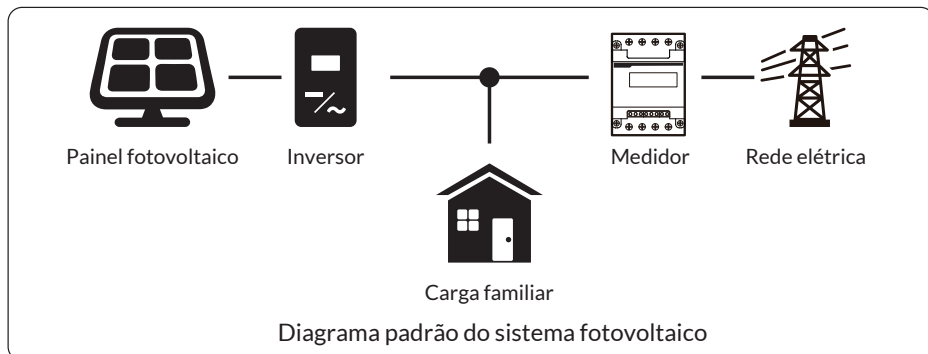 Painel fotovoltaico
Inversor
Medidor
Rede elétrica
Carga familiar
Diagrama padrão do sistema fotovoltaico